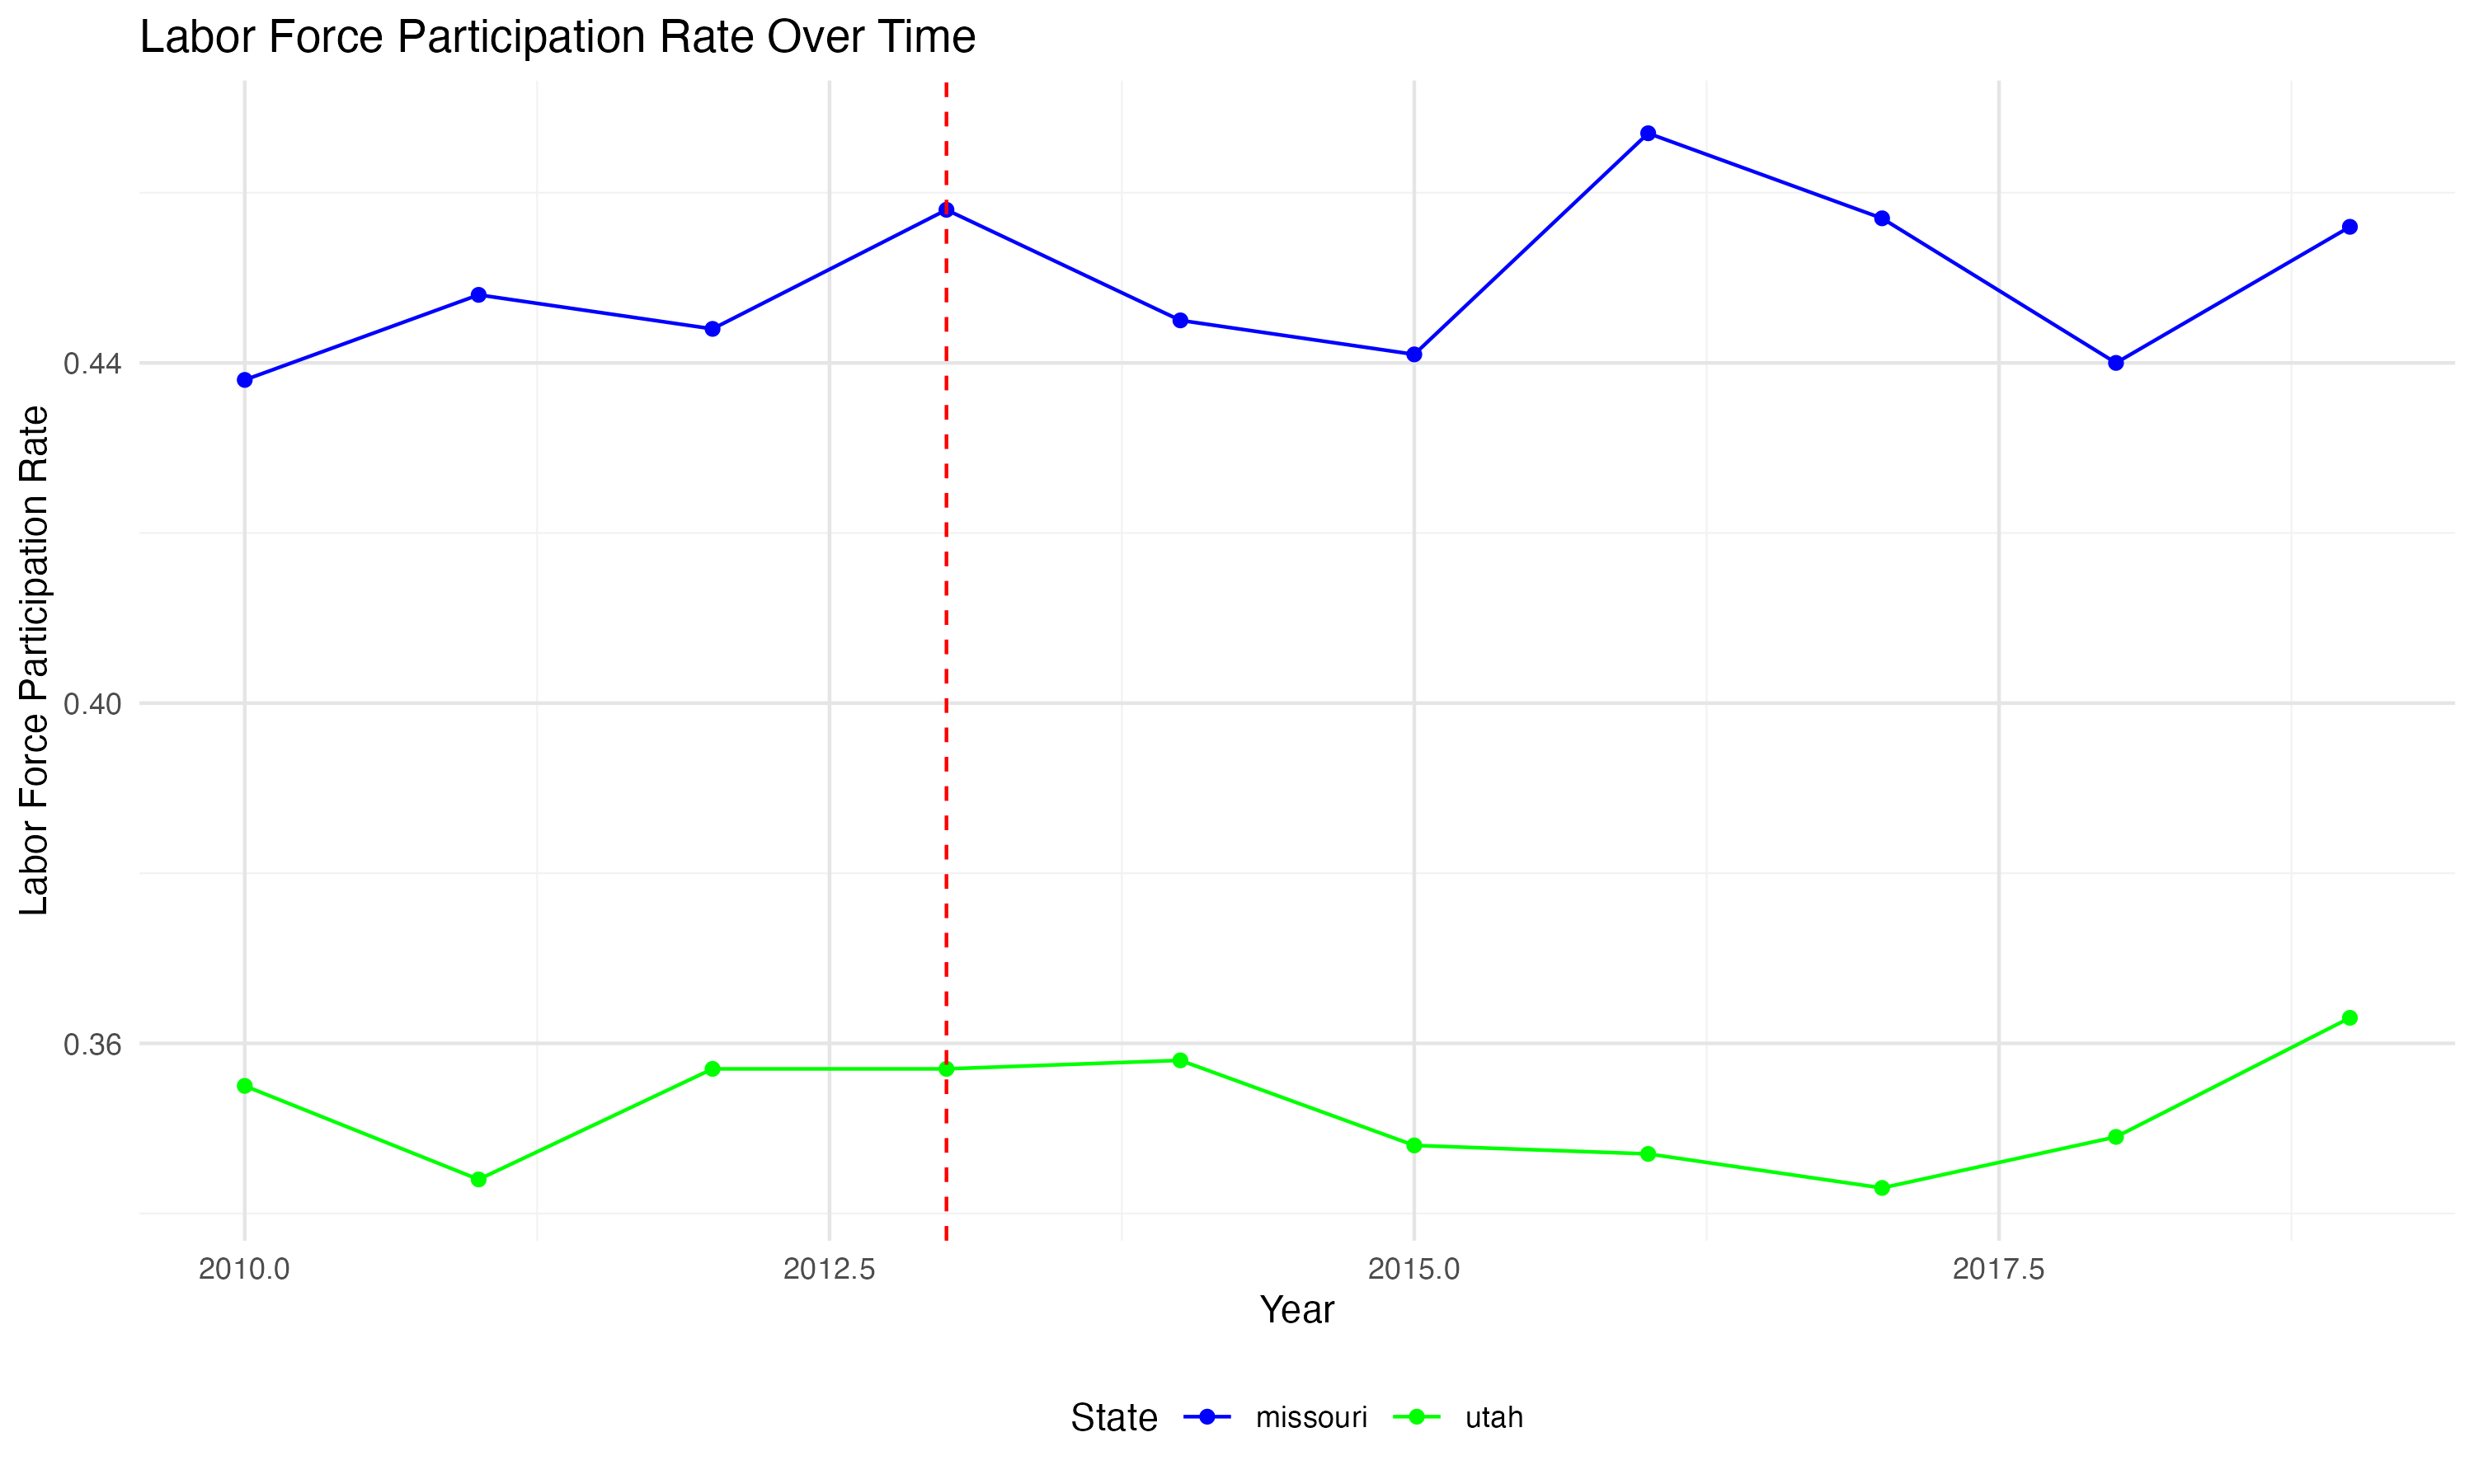 Labor Force Participation Rate Over Time
Labor Force Participation Rate
0.44
0.40
0.36
2010.0 2012.5 2015.0 2017.5
Year
State missouri utah